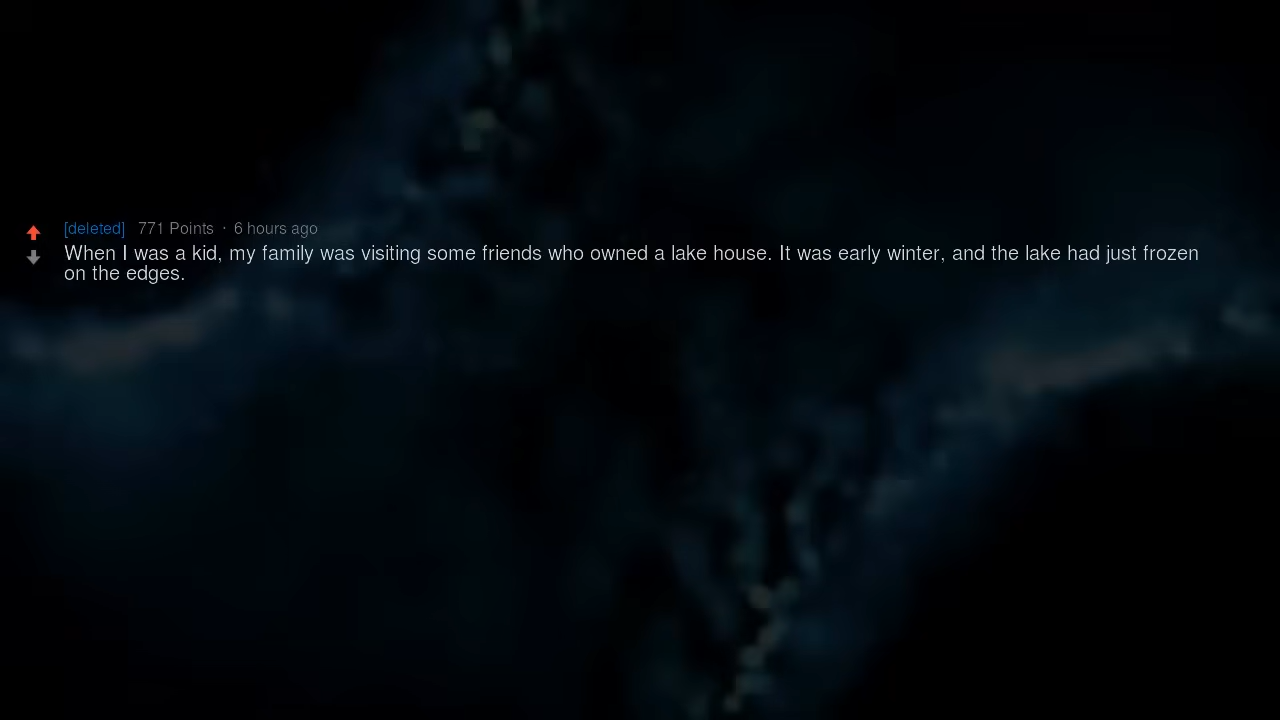 [deleted] 771 Points · 6 hours ago
When I was a kid, my family was visiting some friends who owned a lake house. It was early winter, and the lake had just frozen
on the edges.